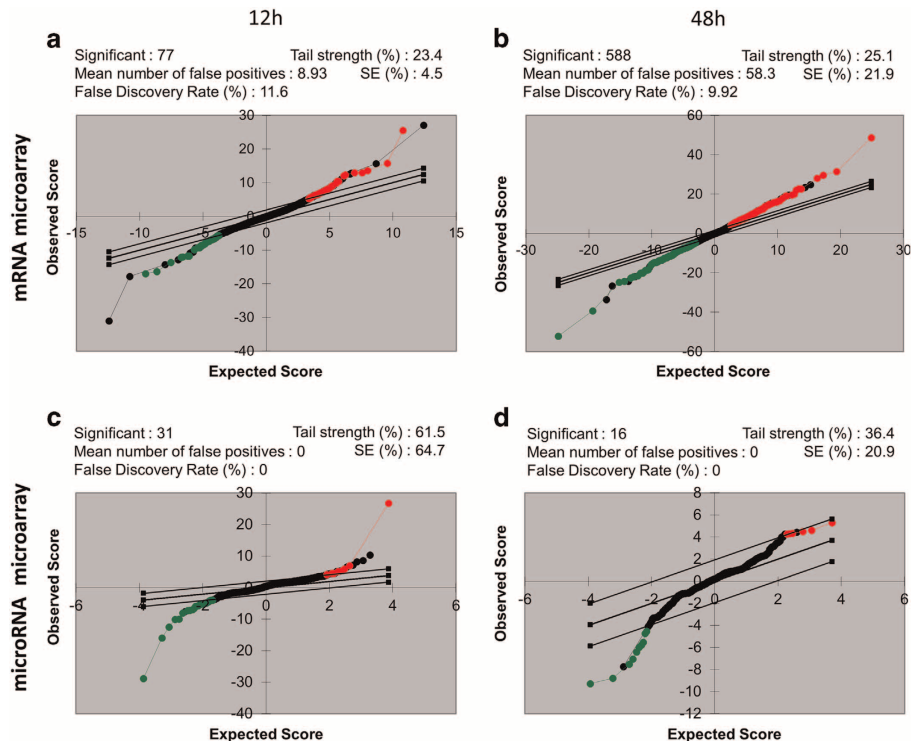 12h
48h
mRNA microarray
a
Significant : 77
Tail strength (%) : 23.4
Mean number of false positives : 8.93
SE (%) : 4.5
False Discovery Rate (%) : 11.6
30
20
10
0
-10
-20
-30
-40
-15
-10
-5
0
5
10
15
Observed Score
Expected Score
b
Significant : 588
Tail strength (%) : 25.1
Mean number of false positives : 58.3
SE (%) : 21.9
False Discovery Rate (%) : 9.92
60
40
20
0
-20
-40
-60
-30
-20
-10
0
10
20
30
Observed Score
Expected Score
microRNA microarray
c
Significant : 31
Tail strength (%) : 61.5
Mean number of false positives : 0
SE (%) : 64.7
False Discovery Rate (%) : 0
30
20
10
0
-10
-20
-30
-40
-6
-4
-2
0
2
4
6
Observed Score
Expected Score
d
Significant : 16
Tail strength (%) : 36.4
Mean number of false positives : 0
SE (%) : 20.9
False Discovery Rate (%) : 0
8
6
4
2
0
-2
-4
-6
-8
-10
-12
-6
-4
-2
0
2
4
6
Observed Score
Expected Score